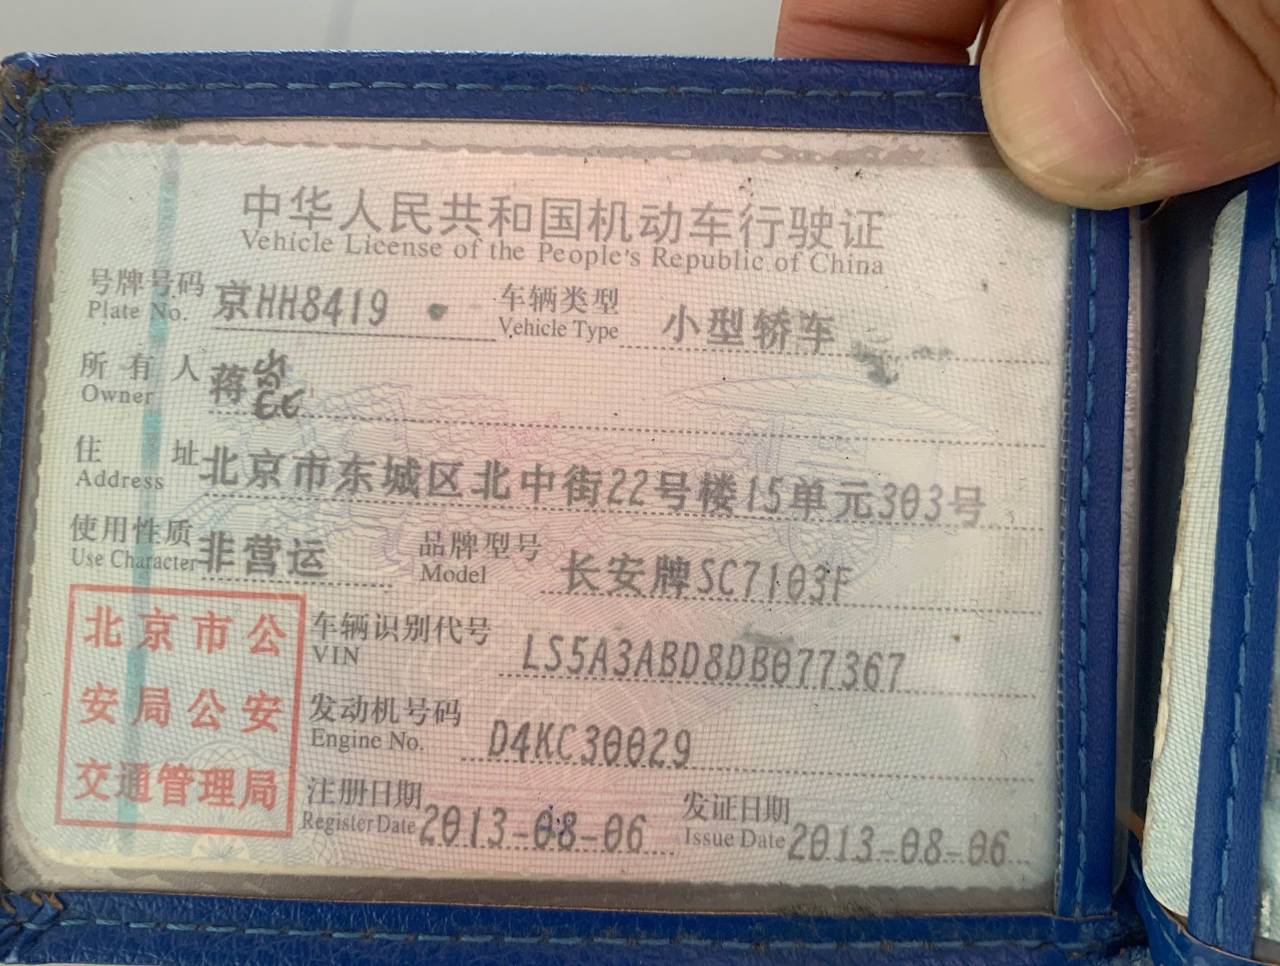 中华人民共和国机动车行驶证
Vehicle License of the People's Republic of China
号牌号码 京HH8419 车辆类型 小型轿车
Plate No. Vehicle Type
所有人 蒋
Owner
住址 北京市东城区北中街22号楼15单元303号
Address
使用性质 非营运 品牌型号 长安牌SC7103F
Use Character Model
北京市公安局公安交通管理局
车辆识别代号 LS5A3ABD8DB077367
VIN
发动机号码 D4KC30029
Engine No.
注册日期 2013-08-06 发证日期 2013-08-06
Register Date Issue Date